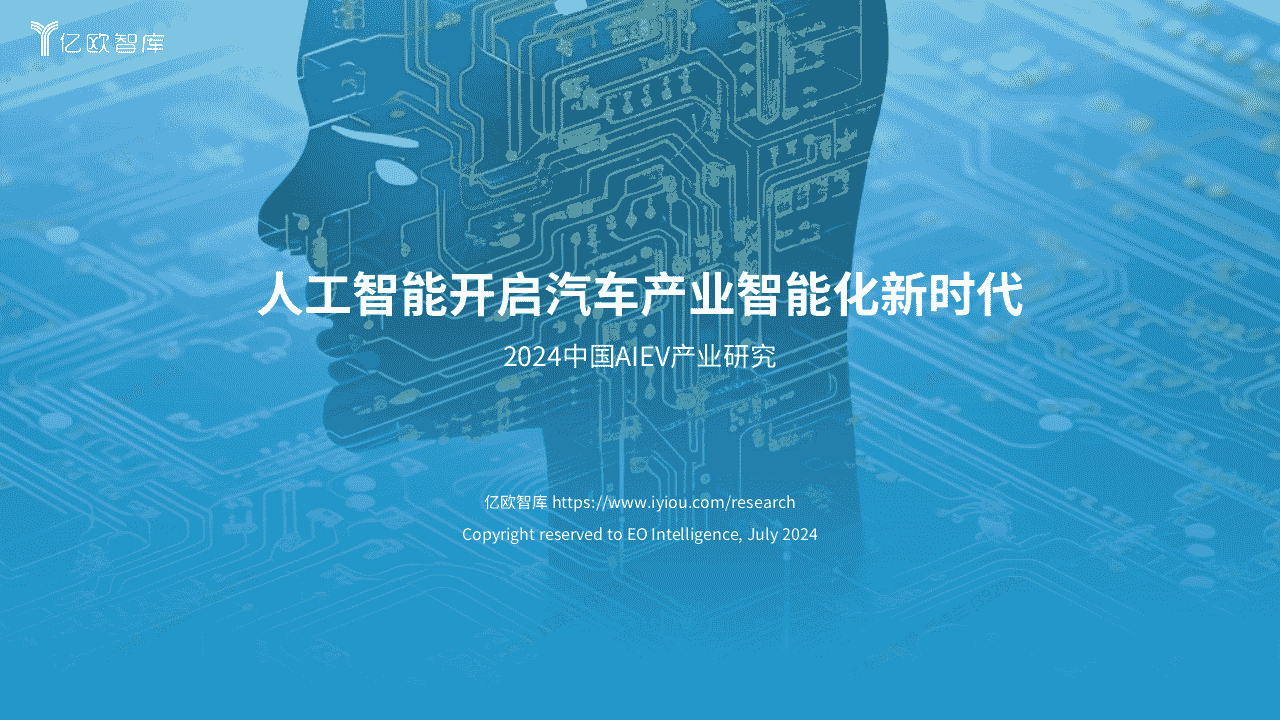 亿欧智库
人工智能开启汽车产业智能化新时代
2024中国AIEV产业研究
亿欧智库 https://www.iyiou.com/research
Copyright reserved to EO Intelligence, July 2024